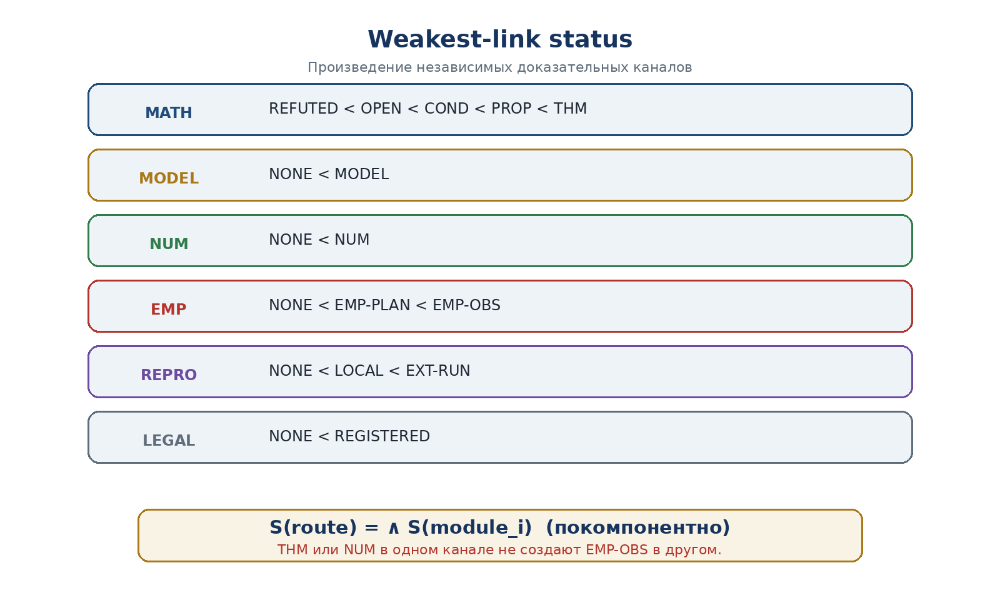 Weakest-link status
Произведение независимых доказательных каналов
MATH REFUTED < OPEN < COND < PROP < THM
MODEL NONE < MODEL
NUM NONE < NUM
EMP NONE < EMP-PLAN < EMP-OBS
REPRO NONE < LOCAL < EXT-RUN
LEGAL NONE < REGISTERED
S(route) = ∧ S(module_i) (покомпонентно)
THM или NUM в одном канале не создают EMP-OBS в другом.